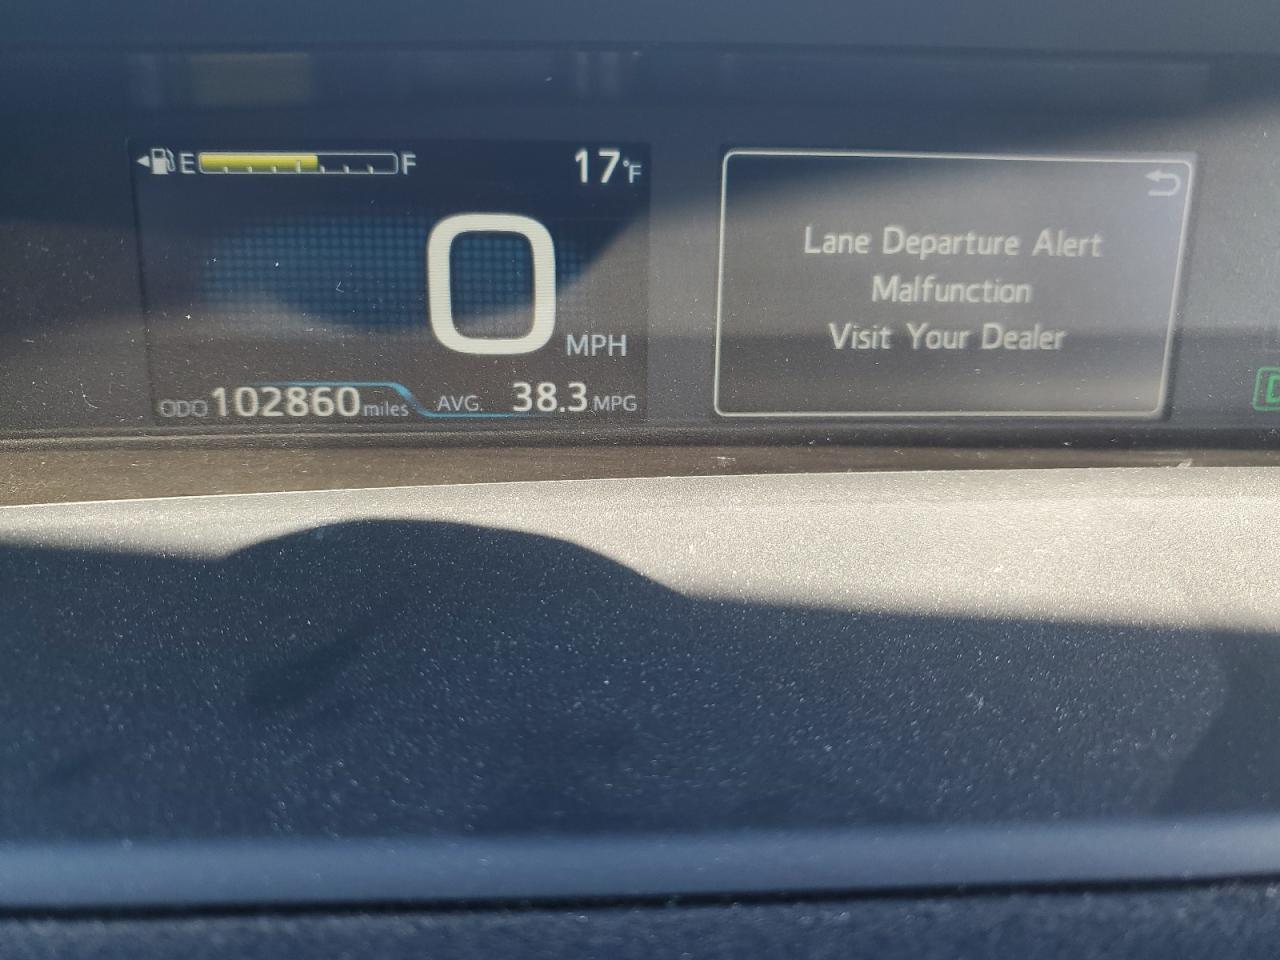 E F 17°F
0 MPH
ODO 102860 miles AVG. 38.3 MPG
Lane Departure Alert
Malfunction
Visit Your Dealer